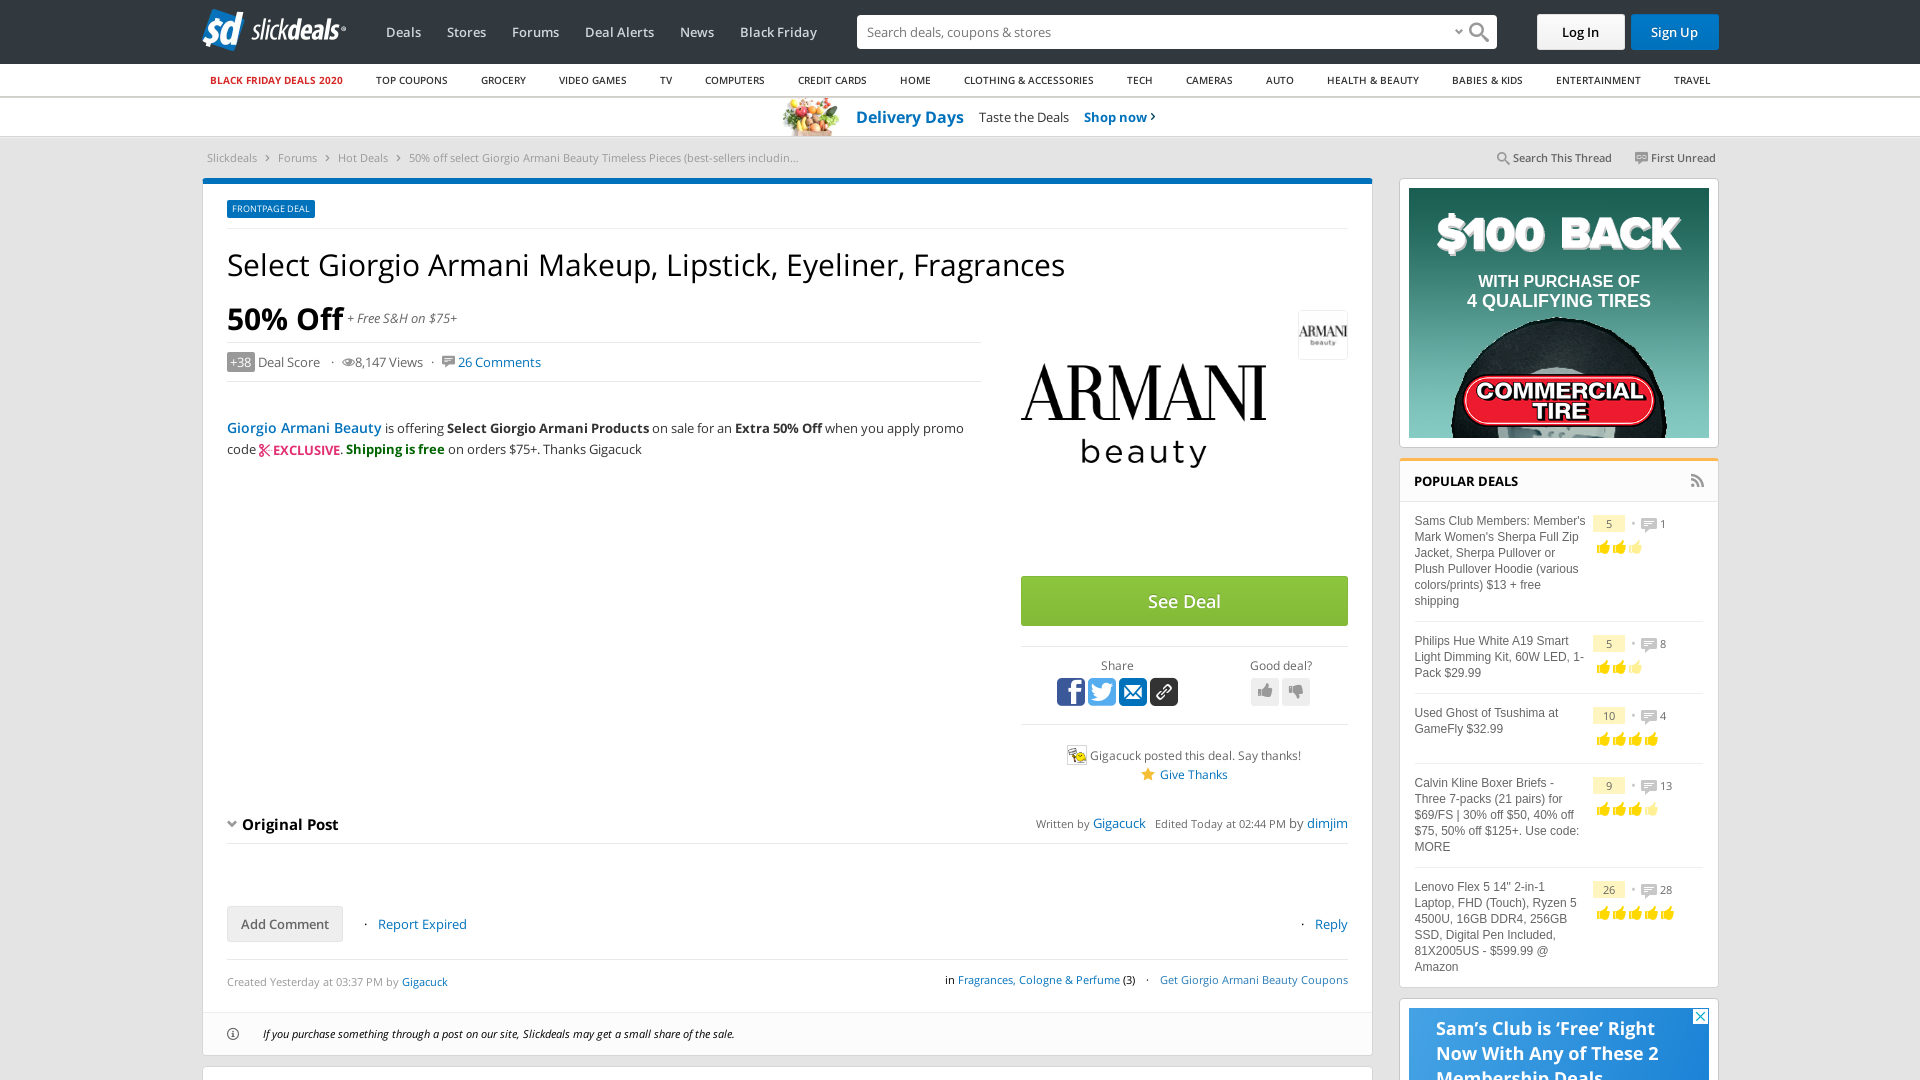 slickdeals
Deals
Stores
Forums
Deal Alerts
News
Black Friday
Search deals, coupons & stores
Log In
Sign Up
BLACK FRIDAY DEALS 2020
TOP COUPONS
GROCERY
VIDEO GAMES
TV
COMPUTERS
CREDIT CARDS
HOME
CLOTHING & ACCESSORIES
TECH
CAMERAS
AUTO
HEALTH & BEAUTY
BABIES & KIDS
ENTERTAINMENT
TRAVEL
Delivery Days Taste the Deals Shop now
Slickdeals › Forums › Hot Deals › 50% off select Giorgio Armani Beauty Timeless Pieces (best-sellers includin...
Search This Thread
First Unread
FRONTPAGE DEAL
Select Giorgio Armani Makeup, Lipstick, Eyeliner, Fragrances
50% Off + Free S&H on $75+
+38 Deal Score · 8,147 Views · 26 Comments
Giorgio Armani Beauty is offering Select Giorgio Armani Products on sale for an Extra 50% Off when you apply promo
code EXCLUSIVE. Shipping is free on orders $75+. Thanks Gigacuck
ARMANI
beauty
ARMANI
beauty
See Deal
Share
Good deal?
Gigacuck posted this deal. Say thanks!
Give Thanks
Original Post
Written by Gigacuck Edited Today at 02:44 PM by dimjim
Add Comment
· Report Expired
· Reply
Created Yesterday at 03:37 PM by Gigacuck
in Fragrances, Cologne & Perfume (3) · Get Giorgio Armani Beauty Coupons
If you purchase something through a post on our site, Slickdeals may get a small share of the sale.
$100 BACK
WITH PURCHASE OF
4 QUALIFYING TIRES
COMMERCIAL
TIRE
POPULAR DEALS
Sams Club Members: Member's
Mark Women's Sherpa Full Zip
Jacket, Sherpa Pullover or
Plush Pullover Hoodie (various
colors/prints) $13 + free
shipping
5 • 1
Philips Hue White A19 Smart
Light Dimming Kit, 60W LED, 1-
Pack $29.99
5 • 8
Used Ghost of Tsushima at
GameFly $32.99
10 • 4
Calvin Kline Boxer Briefs -
Three 7-packs (21 pairs) for
$69/FS | 30% off $50, 40% off
$75, 50% off $125+. Use code:
MORE
9 • 13
Lenovo Flex 5 14" 2-in-1
Laptop, FHD (Touch), Ryzen 5
4500U, 16GB DDR4, 256GB
SSD, Digital Pen Included,
81X2005US - $599.99 @
Amazon
26 • 28
Sam's Club is 'Free' Right
Now With Any of These 2
Membership Deals